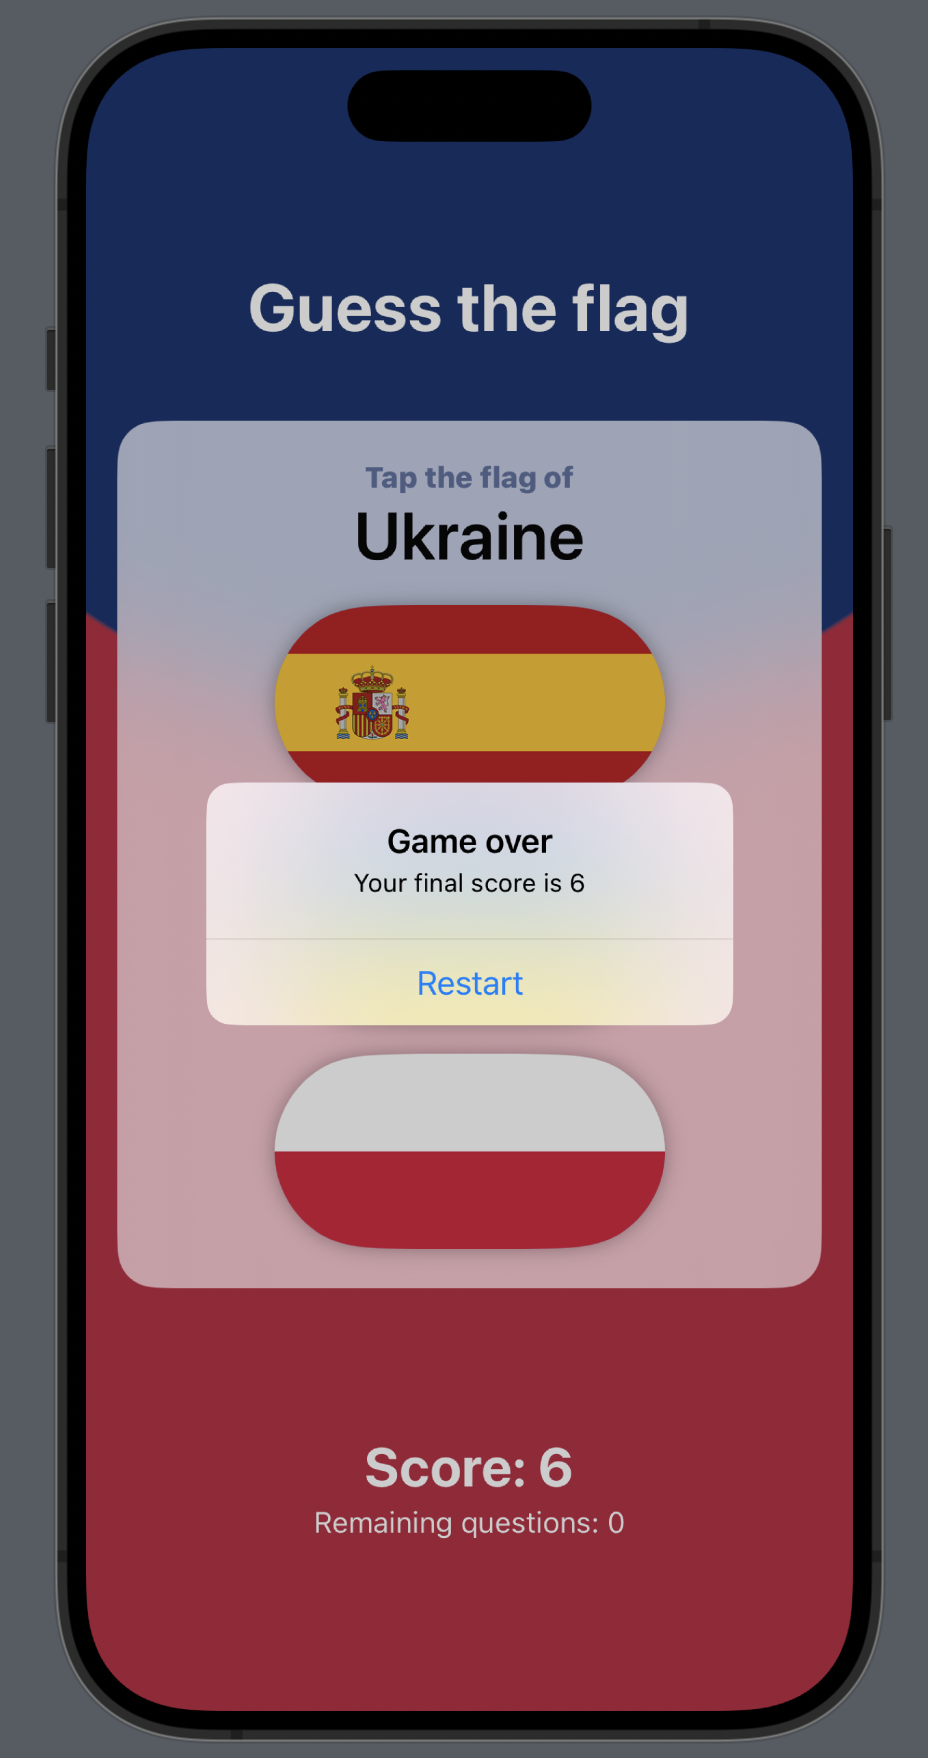 Guess the flag
Tap the flag of
Ukraine
Game over
Your final score is 6
Restart
Score: 6
Remaining questions: 0